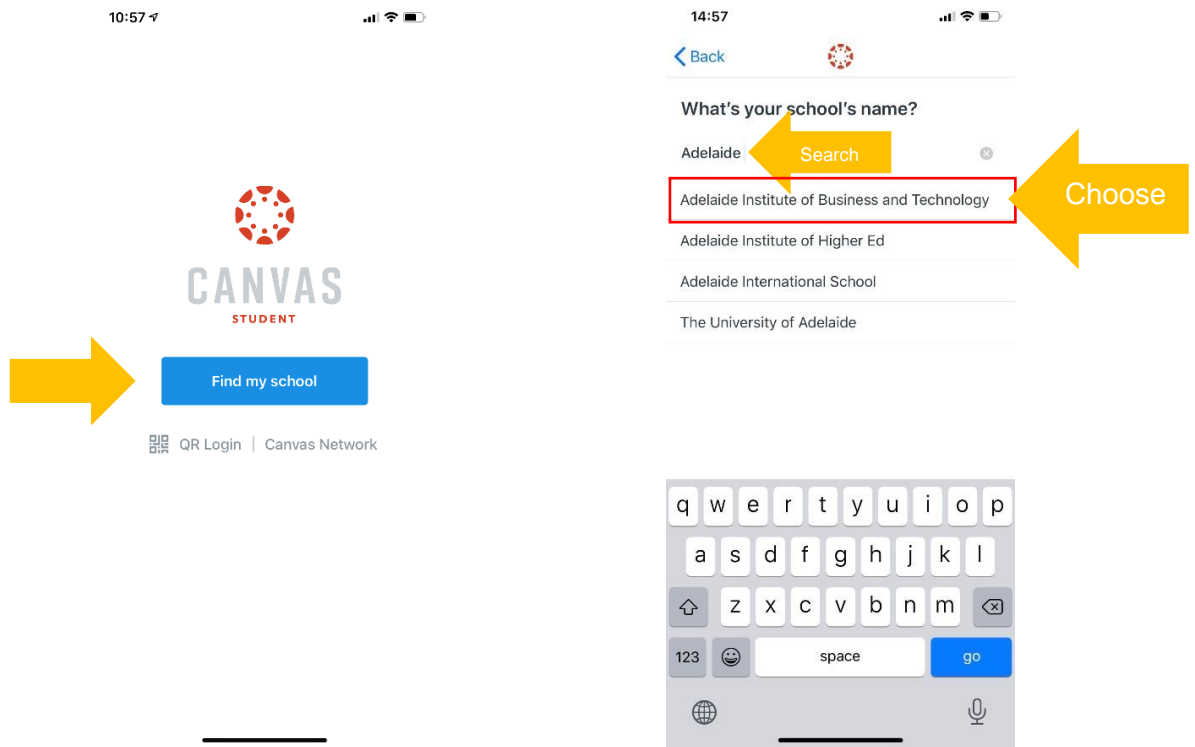 10:57
CANVAS
STUDENT
Find my school
QR Login | Canvas Network
14:57
Back
What's your school's name?
Adelaide
Search
Adelaide Institute of Business and Technology
Choose
Adelaide Institute of Higher Ed
Adelaide International School
The University of Adelaide
q w e r t y u i o p
a s d f g h j k l
z x c v b n m
123 space go